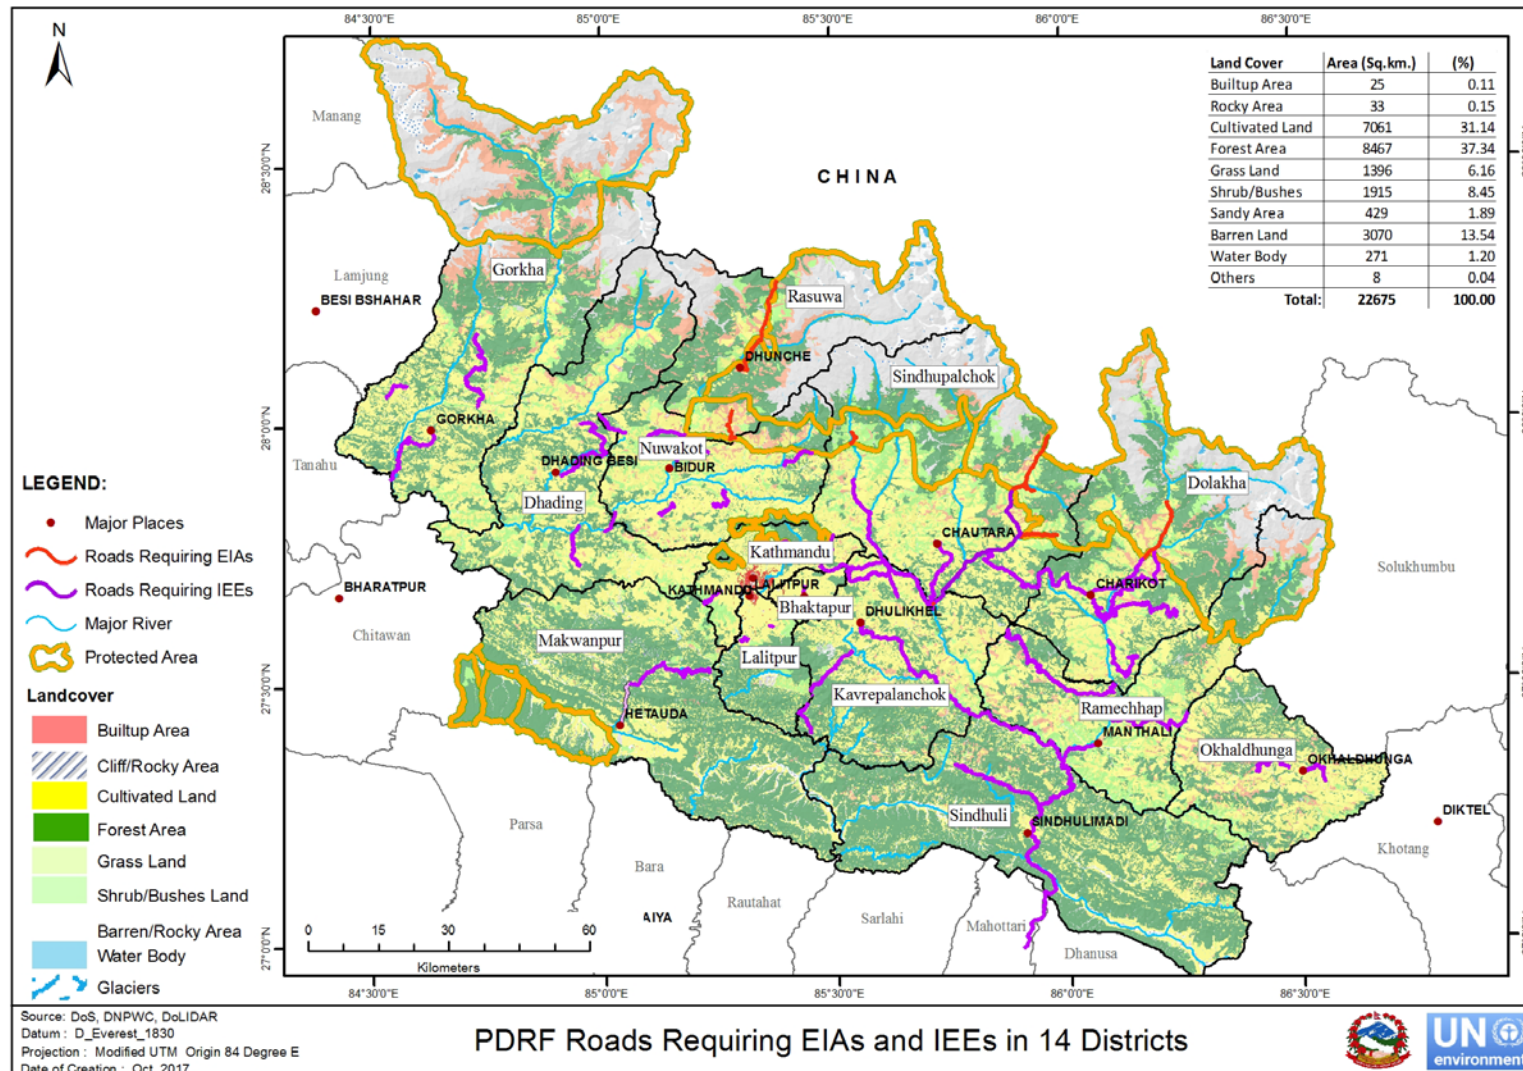 84°30'0"E 85°0'0"E 85°30'0"E 86°0'0"E 86°30'0"E
N
Land Cover Area (Sq.km.) (%)
Builtup Area 25 0.11
Rocky Area 33 0.15
Cultivated Land 7061 31.14
Forest Area 8467 37.34
Grass Land 1396 6.16
Shrub/Bushes 1915 8.45
Sandy Area 429 1.89
Barren Land 3070 13.54
Water Body 271 1.20
Others 8 0.04
Total: 22675 100.00
Manang
28°30'0"N
CHINA
Lamjung
Gorkha
BESI BSHAHAR
Rasuwa
DHUNCHE
Sindhupalchok
GORKHA
28°0'0"N
Nuwakot
Tanahu
DHADING BESI
BIDUR
Dhading
Dolakha
CHAUTARA
Kathmandu
Solukhumbu
BHARATPUR
KATHMANDU
LALITPUR
CHARIKOT
Bhaktapur
DHULIKHEL
Chitawan
Makwanpur
Lalitpur
27°30'0"N
Kavrepalanchok
Ramechhap
HETAUDA
MANTHALI
Okhaldhunga
OKHALDHUNGA
Sindhuli
SINDHULIMADI
DIKTEL
Parsa
Khotang
Bara
Rautahat
AIYA
Sarlahi
Mahottari
Dhanusa
27°0'0"N
0 15 30 60
Kilometers
84°30'0"E 85°0'0"E 85°30'0"E 86°0'0"E 86°30'0"E
LEGEND:
Major Places
Roads Requiring EIAs
Roads Requiring IEEs
Major River
Protected Area
Landcover
Builtup Area
Cliff/Rocky Area
Cultivated Land
Forest Area
Grass Land
Shrub/Bushes Land
Barren/Rocky Area
Water Body
Glaciers
Source: DoS, DNPWC, DoLIDAR
Datum : D_Everest_1830
Projection : Modified UTM Origin 84 Degree E
Date of Creation : Oct, 2017
PDRF Roads Requiring EIAs and IEEs in 14 Districts
UN
environment